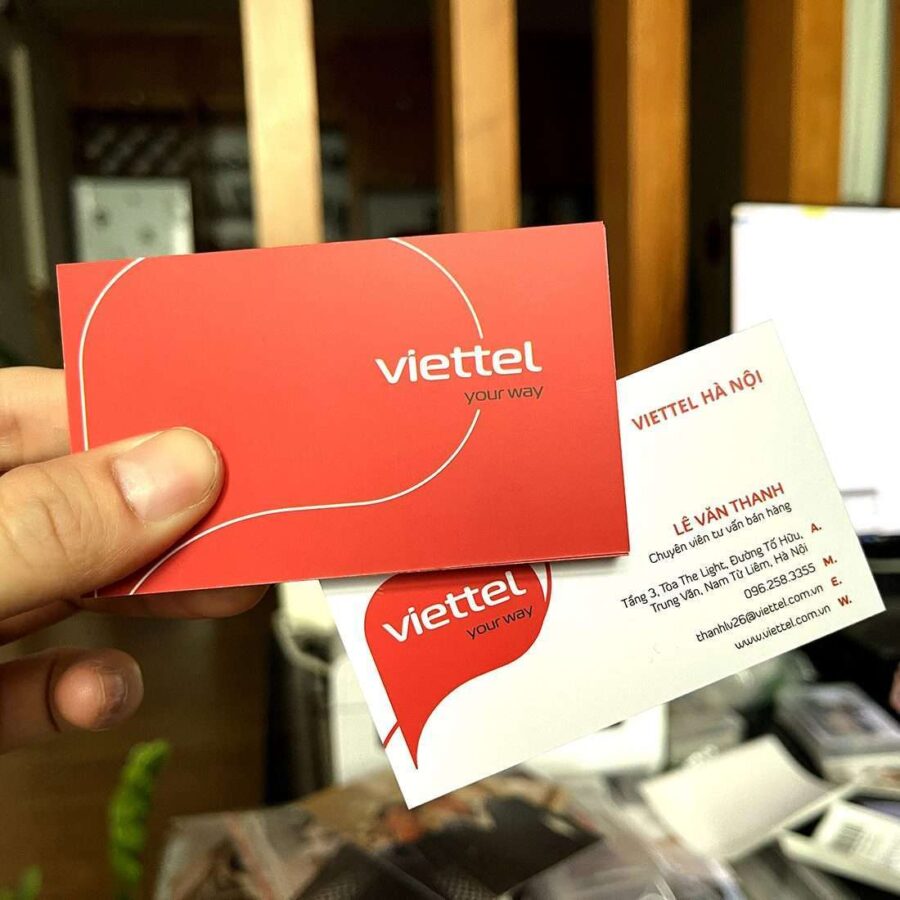 viettel
your way
VIETTEL HÀ NỘI
LÊ VĂN THANH
Chuyên viên tư vấn bán hàng
Tầng 3, Tòa The Light, Đường Tố Hữu, A.
Trung Văn, Nam Từ Liêm, Hà Nội
096.258.3355 M.
thanhlv26@viettel.com.vn E.
www.viettel.com.vn W.
viettel
your way